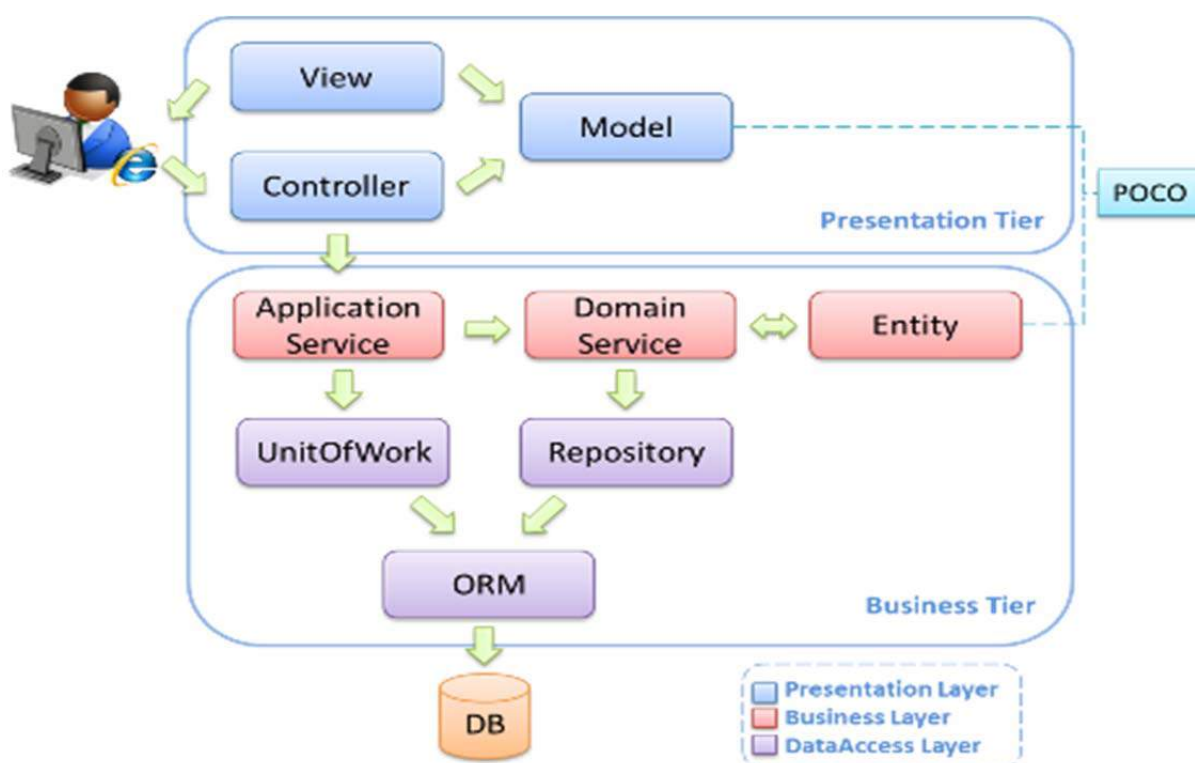 View
Model
Controller
POCO
Presentation Tier
Application
Service
Domain
Service
Entity
UnitOfWork
Repository
ORM
Business Tier
DB
Presentation Layer
Business Layer
DataAccess Layer